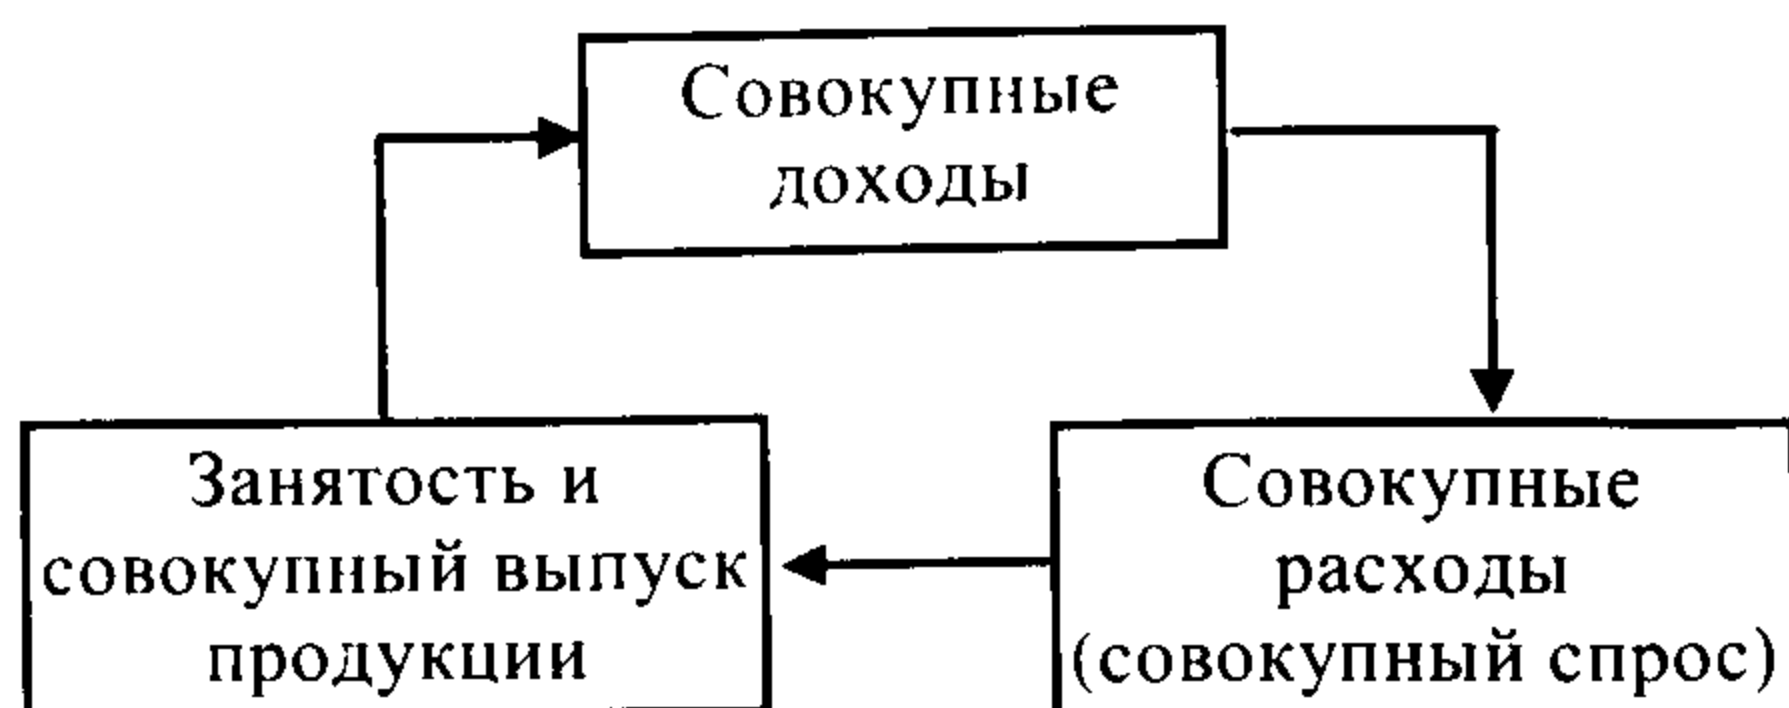 Совокупные
доходы
Занятость и
совокупный выпуск
продукции
Совокупные
расходы
(совокупный спрос)